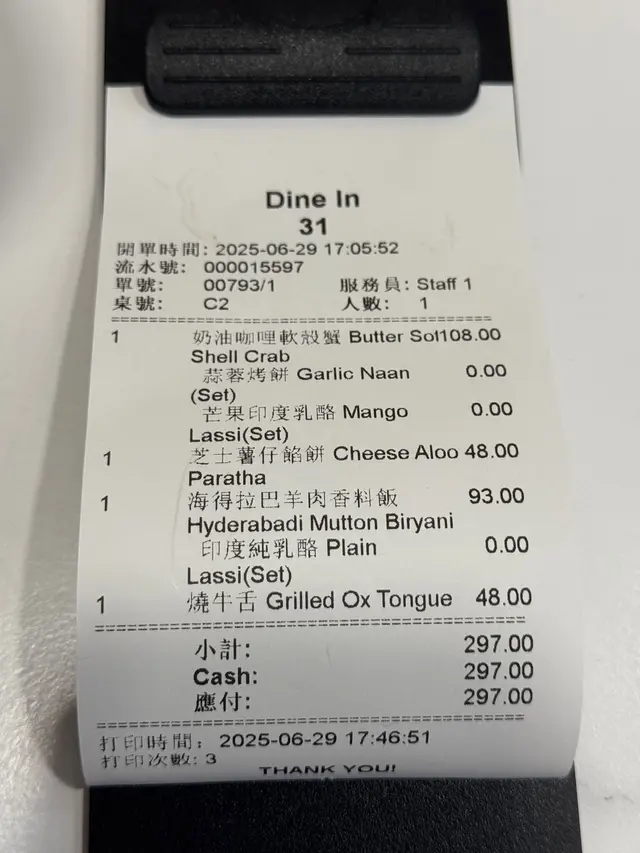 Dine In
31
開單時間: 2025-06-29 17:05:52
流水號: 000015597
單號: 00793/1 服務員: Staff 1
桌號: C2 人數: 1
1 奶油咖哩軟殼蟹 Butter Sol108.00
Shell Crab
蒜蓉烤餅 Garlic Naan 0.00
(Set)
芒果印度乳酪 Mango 0.00
Lassi(Set)
1 芝士薯仔餡餅 Cheese Aloo 48.00
Paratha
1 海得拉巴羊肉香料飯 93.00
Hyderabadi Mutton Biryani
印度純乳酪 Plain 0.00
Lassi(Set)
1 燒牛舌 Grilled Ox Tongue 48.00
小計: 297.00
Cash: 297.00
應付: 297.00
打印時間: 2025-06-29 17:46:51
打印次數: 3
THANK YOU!